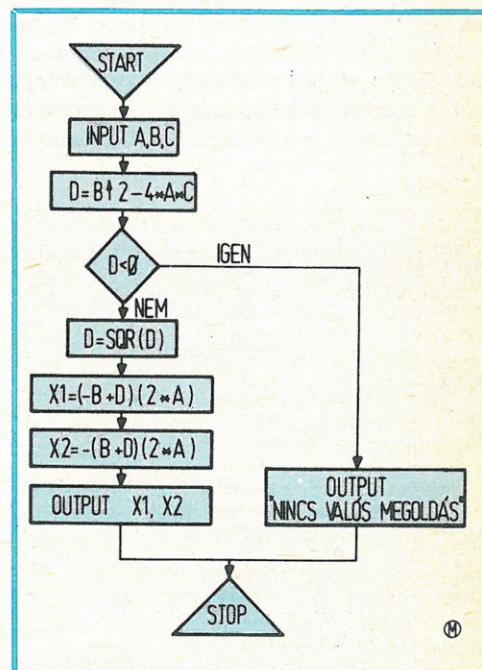 START
INPUT A,B,C
D=B↑2-4*A*C
D<0
IGEN
NEM
D=SQR(D)
X1=(-B+D)(2*A)
X2=-(B+D)(2*A)
OUTPUT X1, X2
OUTPUT
"NINCS VALÓS MEGOLDÁS"
STOP
M